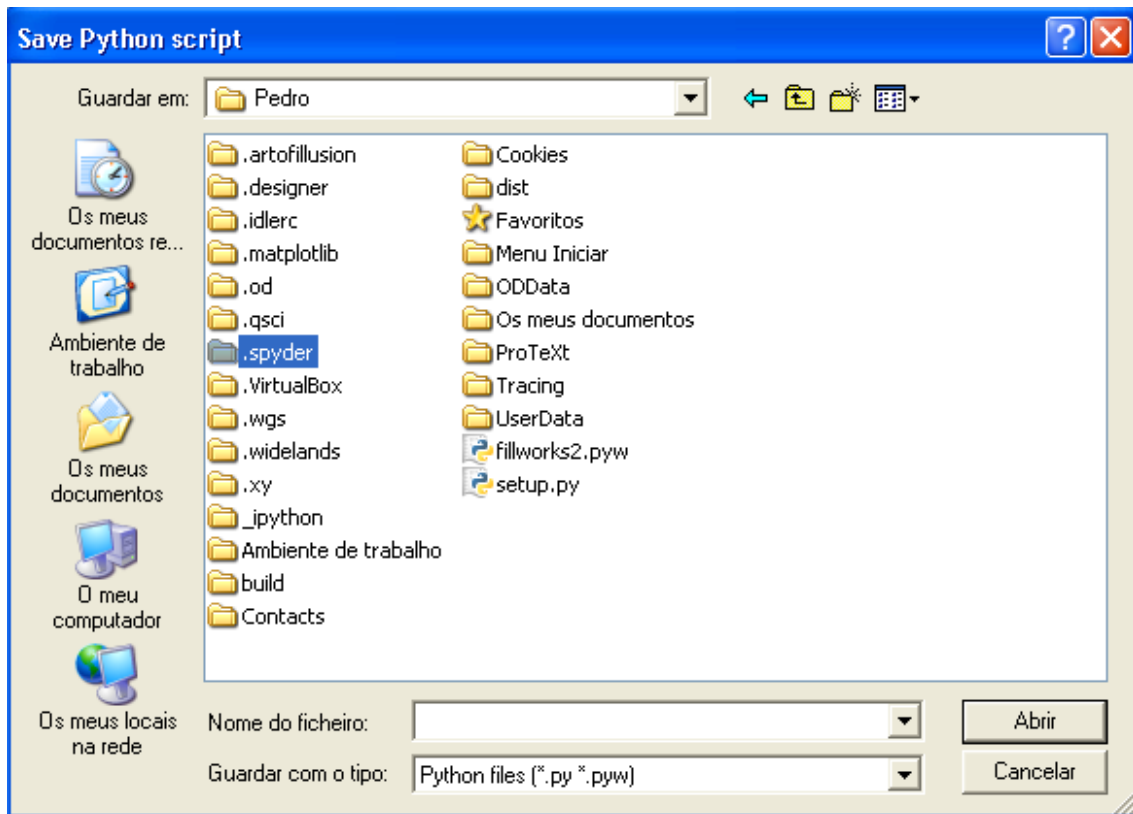 Save Python script
Guardar em:
Pedro
Os meus
documentos re...
Ambiente de
trabalho
Os meus
documentos
O meu
computador
Os meus locais
na rede
.artofillusion
.designer
.idlerc
.matplotlib
.od
.qsci
.spyder
.VirtualBox
.wgs
.widelands
.xy
_ipython
Ambiente de trabalho
build
Contacts
Cookies
dist
Favoritos
Menu Iniciar
ODData
Os meus documentos
ProTeXt
Tracing
UserData
fillworks2.pyw
setup.py
Nome do ficheiro:
Abrir
Guardar com o tipo:
Python files (*.py *.pyw)
Cancelar